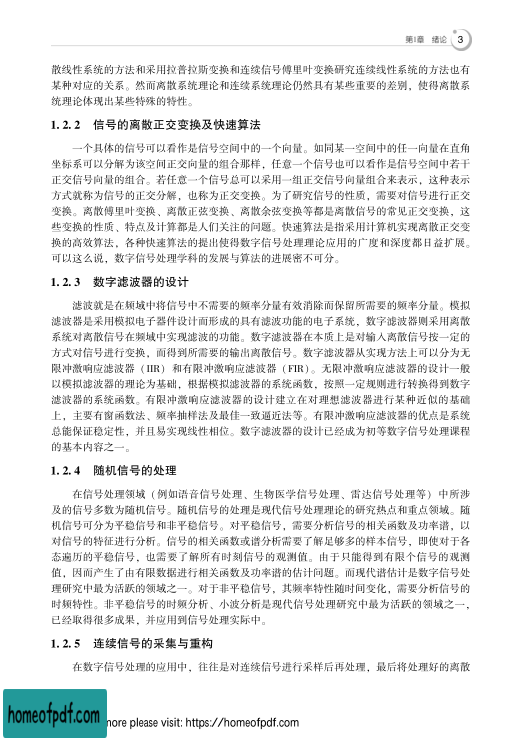 第1章 绪论 3
散线性系统的方法和采用拉普拉斯变换和连续信号傅里叶变换研究连续线性系统的方法也有
某种对应的关系。然而离散系统理论和连续系统理论仍然具有某些重要的差别，使得离散系
统理论体现出某些特殊的特性。
1. 2. 2 信号的离散正交变换及快速算法
一个具体的信号可以看作是信号空间中的一个向量。如同某一空间中的任一向量在直角
坐标系可以分解为该空间正交向量的组合那样，任意一个信号也可以看作是信号空间中若干
正交信号向量的组合。若任意一个信号总可以采用一组正交信号向量组合来表示，这种表示
方式就称为信号的正交分解，也称为正交变换。为了研究信号的性质，需要对信号进行正交
变换。离散傅里叶变换、离散正弦变换、离散余弦变换等都是离散信号的常见正交变换，这
些变换的性质、特点及计算都是人们关注的问题。快速算法是指采用计算机实现离散正交变
换的高效算法，各种快速算法的提出使得数字信号处理理论应用的广度和深度都日益扩展。
可以这么说，数字信号处理学科的发展与算法的进展密不可分。
1. 2. 3 数字滤波器的设计
滤波就是在频域中将信号中不需要的频率分量有效消除而保留所需要的频率分量。模拟
滤波器是采用模拟电子器件设计而形成的具有滤波功能的电子系统，数字滤波器则采用离散
系统对离散信号在频域中实现滤波的功能。数字滤波器在本质上是对输入离散信号按一定的
方式对信号进行变换，而得到所需要的输出离散信号。数字滤波器从实现方法上可以分为无
限冲激响应滤波器（IIR）和有限冲激响应滤波器（FIR）。无限冲激响应滤波器的设计一般
以模拟滤波器的理论为基础，根据模拟滤波器的系统函数，按照一定规则进行转换得到数字
滤波器的系统函数。有限冲激响应滤波器的设计建立在对理想滤波器进行某种近似的基础
上，主要有窗函数法、频率抽样法及最佳一致逼近法等。有限冲激响应滤波器的优点是系统
总能保证稳定性，并且易实现线性相位。数字滤波器的设计已经成为初等数字信号处理课程
的基本内容之一。
1. 2. 4 随机信号的处理
在信号处理领域（例如语音信号处理、生物医学信号处理、雷达信号处理等）中所涉
及的信号多数为随机信号。随机信号的处理是现代信号处理理论的研究热点和重点领域。随
机信号可分为平稳信号和非平稳信号。对平稳信号，需要分析信号的相关函数及功率谱，以
对信号的特征进行分析。信号的相关函数或谱分析需要了解足够多的样本信号，即使对于各
态遍历的平稳信号，也需要了解所有时刻信号的观测值。由于只能得到有限个信号的观测
值，因而产生了由有限数据进行相关函数及功率谱的估计问题。而现代谱估计是数字信号处
理研究中最为活跃的领域之一。对于非平稳信号，其频率特性随时间变化，需要分析信号的
时频特性。非平稳信号的时频分析、小波分析是现代信号处理研究中最为活跃的领域之一，
已经取得很多成果，并应用到信号处理实际中。
1. 2. 5 连续信号的采集与重构
在数字信号处理的应用中，往往是对连续信号进行采样后再处理，最后将处理好的离散
homeofpdf.com
ore please visit: https://homeofpdf.com